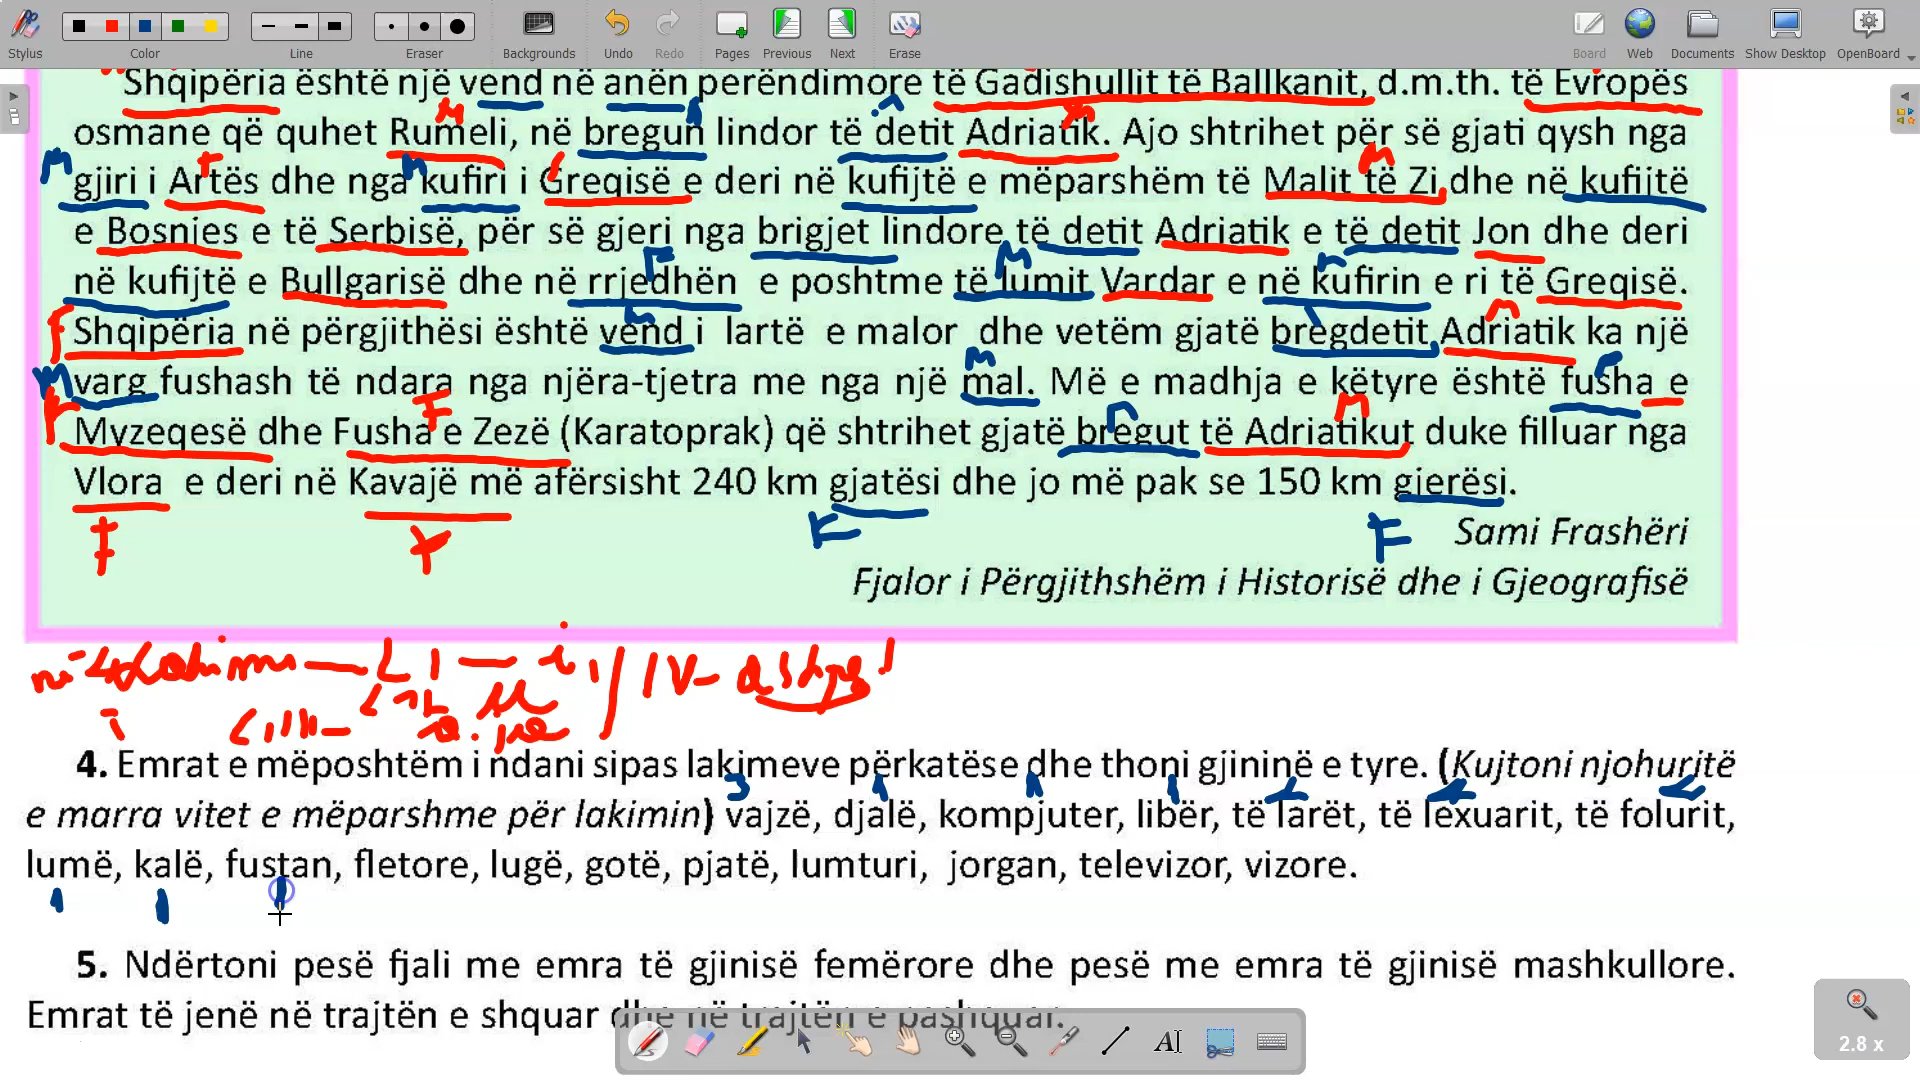 Stylus Color Line Eraser Backgrounds Undo Redo Pages Previous Next Erase Board Web Documents Show Desktop OpenBoard
Shqipëria është një vend në anën perëndimore të Gadishullit të Ballkanit, d.m.th. të Evropës
osmane që quhet Rumeli, në bregun lindor të detit Adriatik. Ajo shtrihet për së gjati qysh nga
gjiri i Artës dhe nga kufiri i Greqisë e deri në kufijtë e mëparshëm të Malit të Zi dhe në kufijtë
e Bosnjes e të Serbisë, për së gjeri nga brigjet lindore të detit Adriatik e të detit Jon dhe deri
në kufijtë e Bullgarisë dhe në rrjedhën e poshtme të lumit Vardar e në kufirin e ri të Greqisë.
Shqipëria në përgjithësi është vend i lartë e malor dhe vetëm gjatë bregdetit Adriatik ka një
varg fushash të ndara nga njëra-tjetra me nga një mal. Më e madhja e këtyre është fusha e
Myzeqesë dhe Fusha e Zezë (Karatoprak) që shtrihet gjatë bregut të Adriatikut duke filluar nga
Vlora e deri në Kavajë më afërsisht 240 km gjatësi dhe jo më pak se 150 km gjerësi.
Sami Frashëri
Fjalor i Përgjithshëm i Historisë dhe i Gjeografisë
4. Emrat e mëposhtëm i ndani sipas lakimeve përkatëse dhe thoni gjininë e tyre. (Kujtoni njohuritë
e marra vitet e mëparshme për lakimin) vajzë, djalë, kompjuter, libër, të larët, të lexuarit, të folurit,
lumë, kalë, fustan, fletore, lugë, gotë, pjatë, lumturi, jorgan, televizor, vizore.
5. Ndërtoni pesë fjali me emra të gjinisë femërore dhe pesë me emra të gjinisë mashkullore.
Emrat të jenë në trajtën e shquar dhe në trajtën e pashquar.
2.8 x